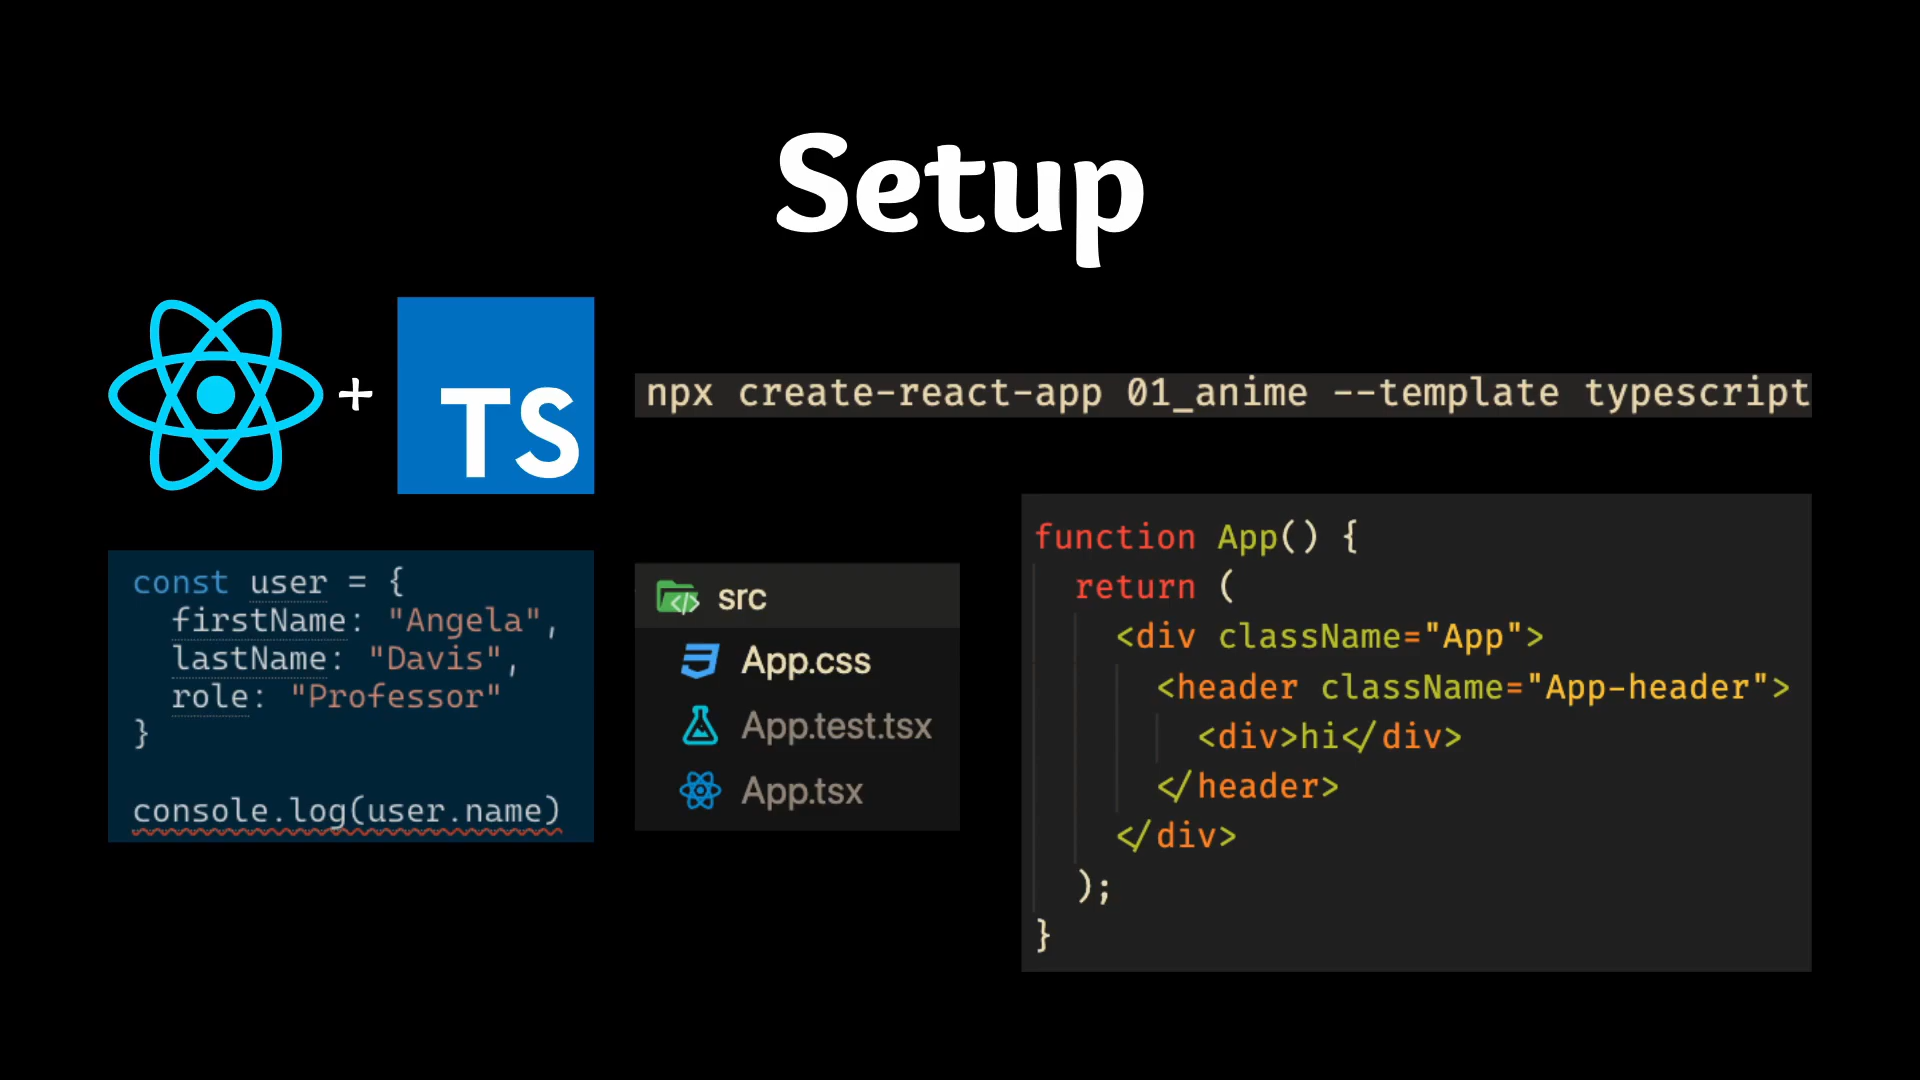 Setup
+
TS
npx create-react-app 01_anime --template typescript
const user = {
firstName: "Angela",
lastName: "Davis",
role: "Professor"
}
console.log(user.name)
src
App.css
App.test.tsx
App.tsx
function App() {
return (
<div className="App">
<header className="App-header">
<div>hi</div>
</header>
</div>
);
}